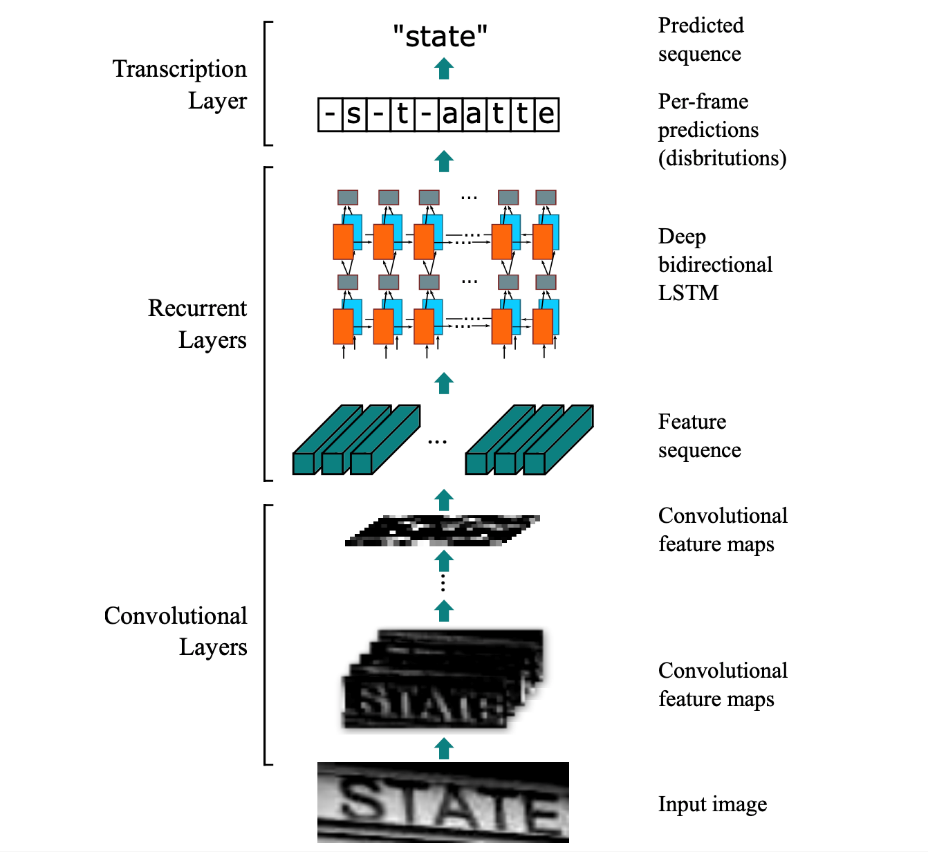 "state"
Predicted
sequence
Transcription
Layer
-s-t-aatte
Per-frame
predictions
(disbritutions)
...
...
Deep
bidirectional
LSTM
...
...
Recurrent
Layers
...
Feature
sequence
Convolutional
feature maps
...
Convolutional
Layers
STATE
Convolutional
feature maps
STATE
Input image